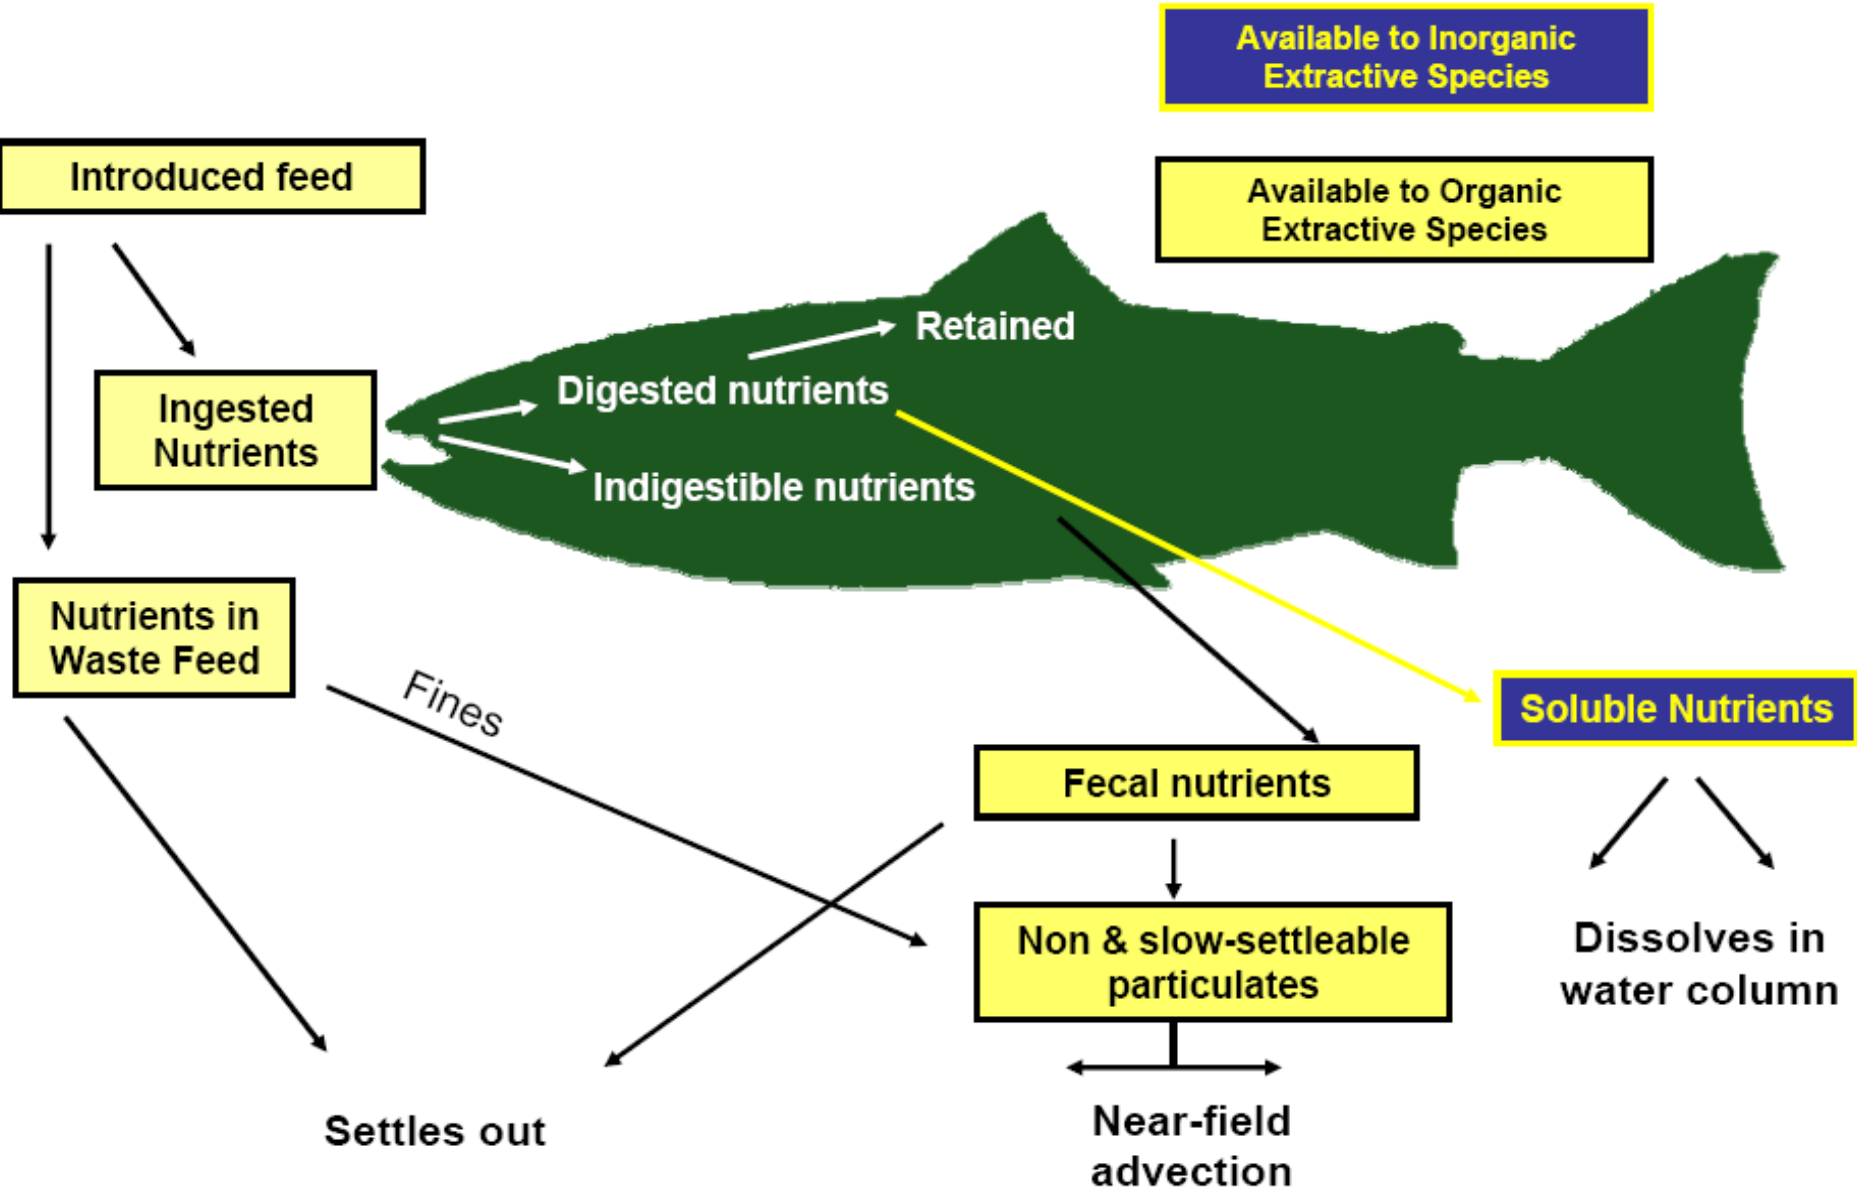 Available to Inorganic
Extractive Species
Introduced feed
Available to Organic
Extractive Species
Retained
Digested nutrients
Ingested
Nutrients
Indigestible nutrients
Nutrients in
Waste Feed
Fines
Soluble Nutrients
Fecal nutrients
Non & slow-settleable
particulates
Dissolves in
water column
Settles out
Near-field
advection